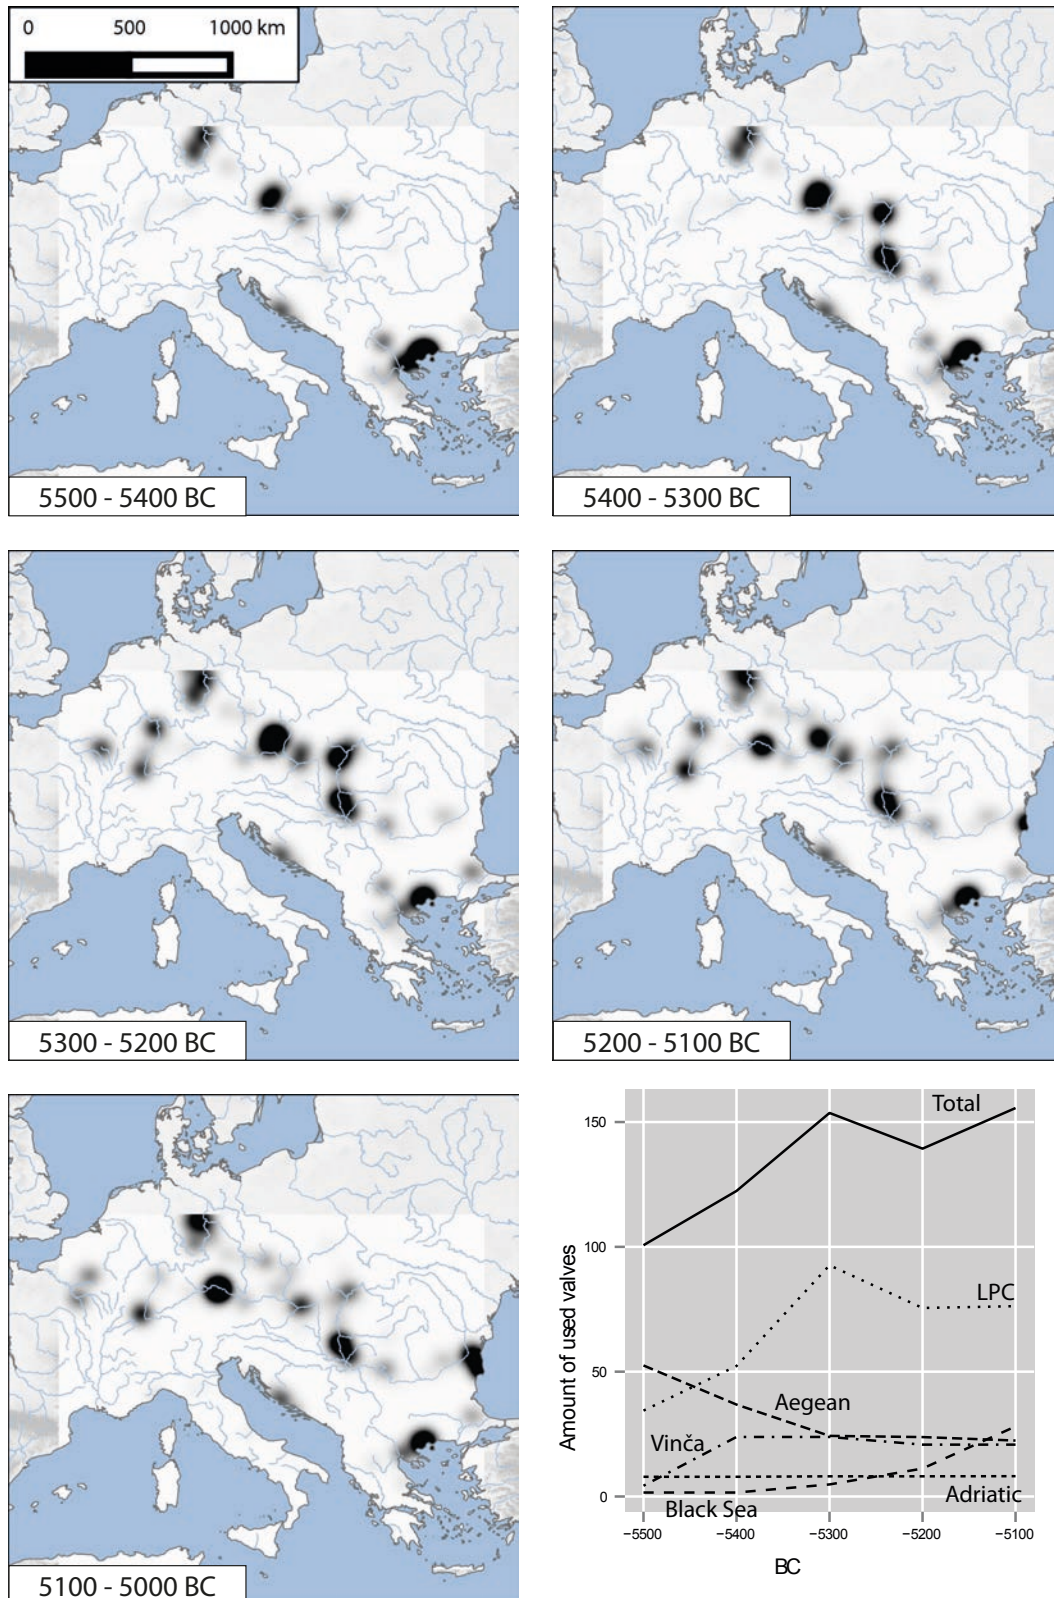 0 500 1000 km
5500 - 5400 BC
5400 - 5300 BC
5300 - 5200 BC
5200 - 5100 BC
5100 - 5000 BC
Amount of used valves
150
100
50
0
Total
LPC
Aegean
Vinča
Black Sea
Adriatic
−5500 −5400 −5300 −5200 −5100
BC